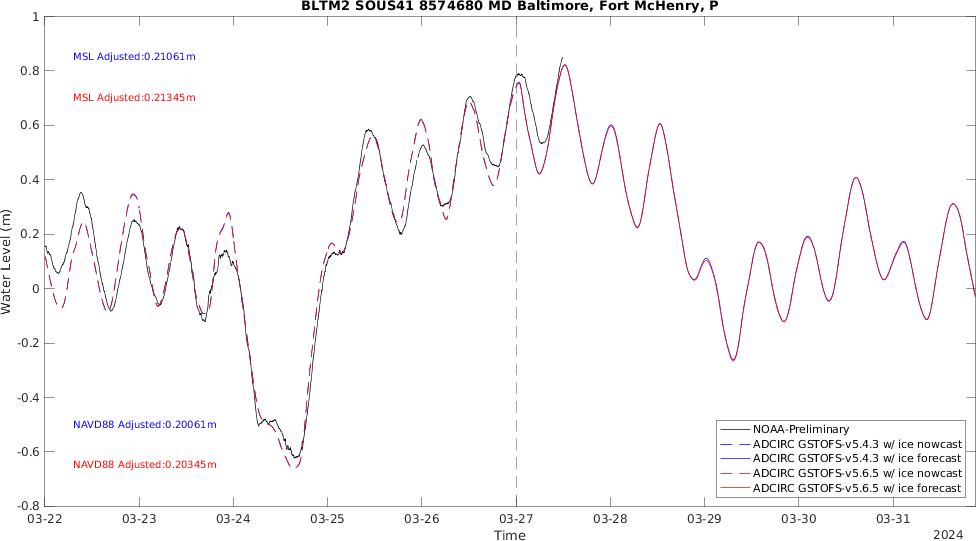 BLTM2 SOUS41 8574680 MD Baltimore, Fort McHenry, P
1
0.8
0.6
0.4
0.2
0
-0.2
-0.4
-0.6
-0.8
Water Level (m)
MSL Adjusted:0.21061m
MSL Adjusted:0.21345m
NAVD88 Adjusted:0.20061m
NAVD88 Adjusted:0.20345m
NOAA-Preliminary
ADCIRC GSTOFS-v5.4.3 w/ ice nowcast
ADCIRC GSTOFS-v5.4.3 w/ ice forecast
ADCIRC GSTOFS-v5.6.5 w/ ice nowcast
ADCIRC GSTOFS-v5.6.5 w/ ice forecast
03-22 03-23 03-24 03-25 03-26 03-27 03-28 03-29 03-30 03-31
Time
2024